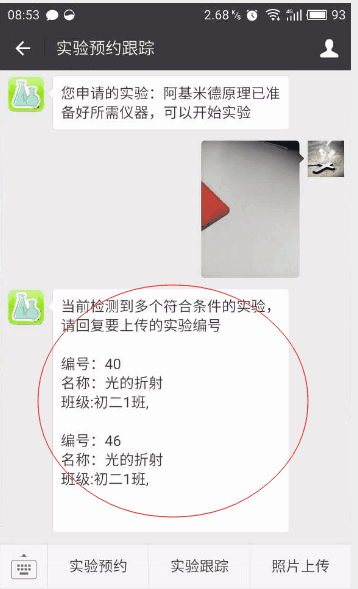 08:53 2.68 K/s 93
实验预约跟踪
您申请的实验：阿基米德原理已准
备好所需仪器，可以开始实验
当前检测到多个符合条件的实验，
请回复要上传的实验编号
编号：40
名称：光的折射
班级:初二1班,
编号：46
名称：光的折射
班级:初二1班,
实验预约 实验跟踪 照片上传